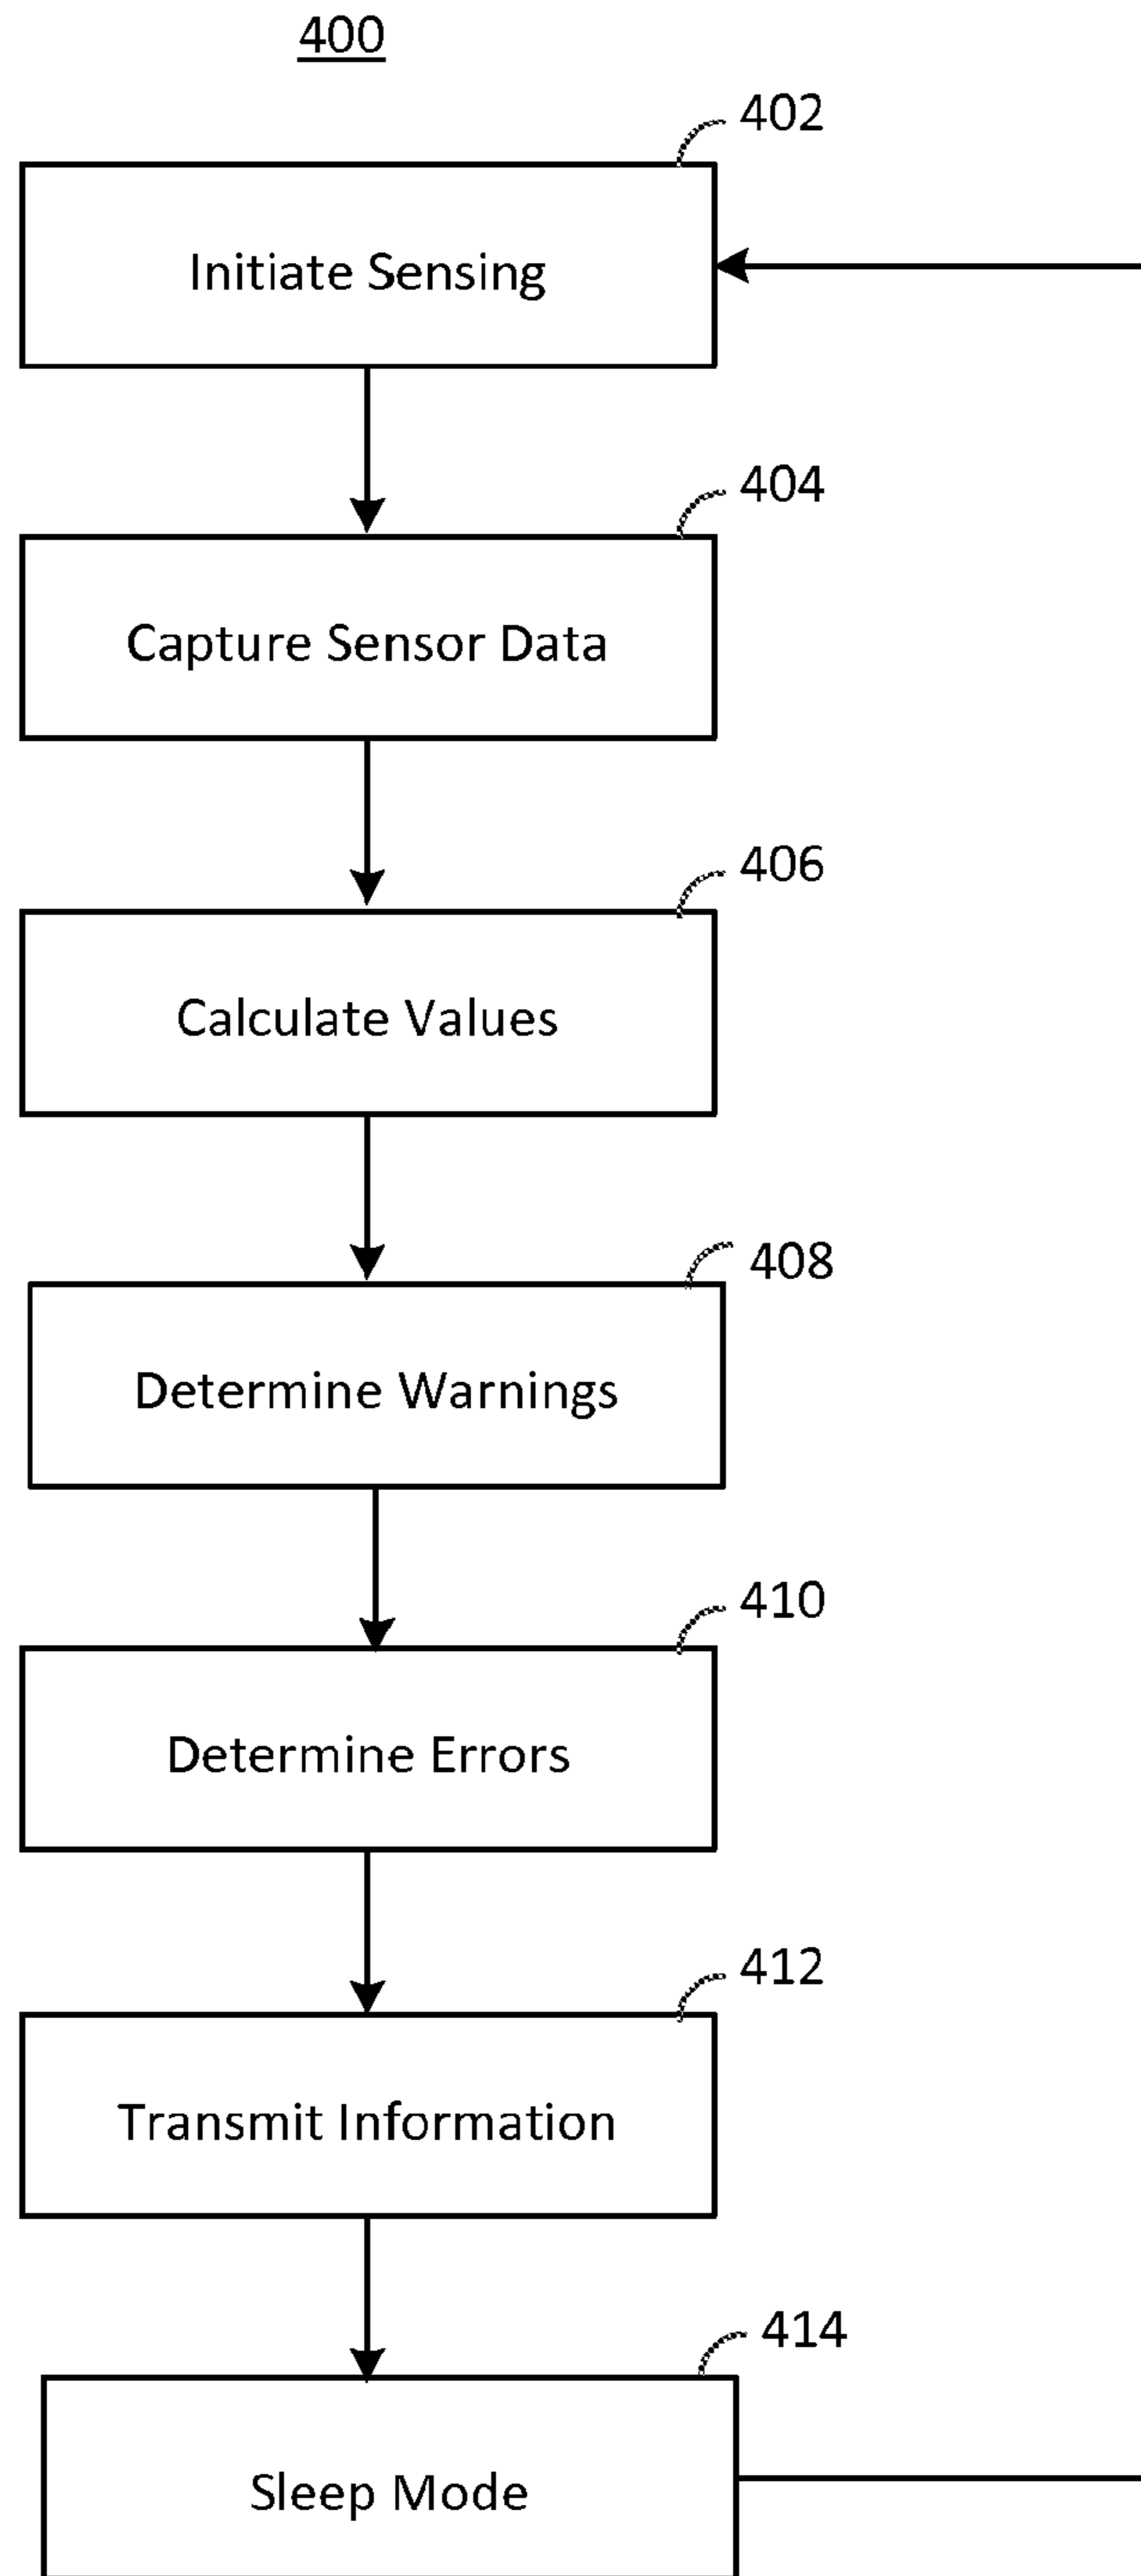 400
402
Initiate Sensing
404
Capture Sensor Data
406
Calculate Values
408
Determine Warnings
410
Determine Errors
412
Transmit Information
414
Sleep Mode